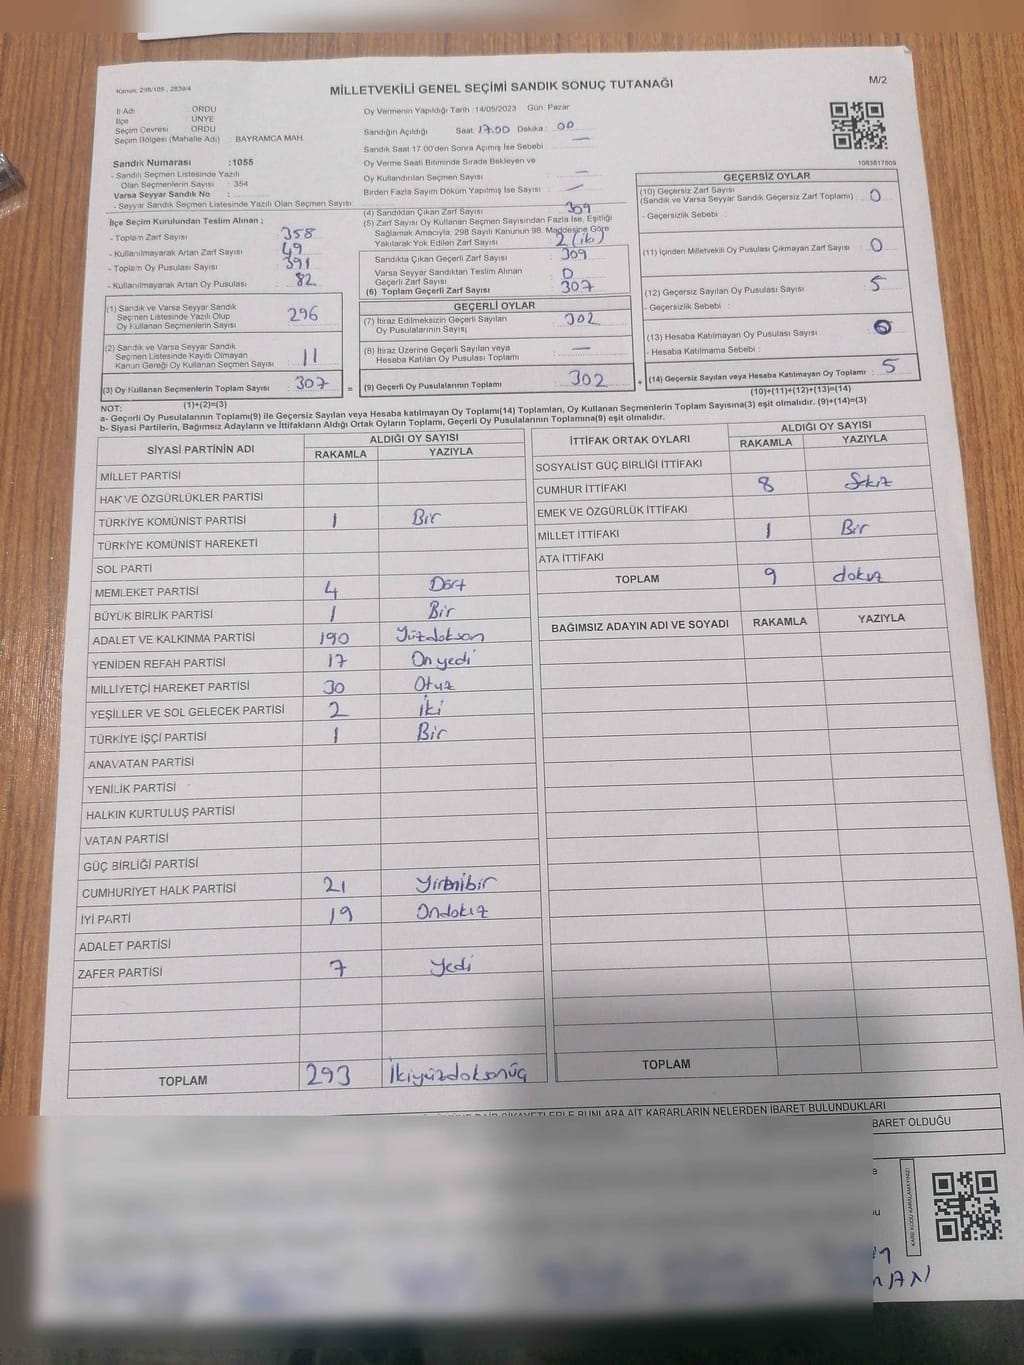 Kanun: 298/105 , 2839/4
MİLLETVEKİLİ GENEL SEÇİMİ SANDIK SONUÇ TUTANAĞI
M/2
İl Adı : ORDU
İlçe : ÜNYE
Seçim Çevresi : ORDU
Seçim Bölgesi (Mahalle Adı) : BAYRAMCA MAH.
Sandık Numarası :1055
- Sandık Seçmen Listesinde Yazılı
Olan Seçmenlerin Sayısı : 354
Varsa Seyyar Sandık No :
- Seyyar Sandık Seçmen Listesinde Yazılı Olan Seçmen Sayısı
Oy Vermenin Yapıldığı Tarih : 14/05/2023 Gün: Pazar
Sandığın Açıldığı Saat: 17.00 Dakika: 00
Sandık Saat 17:00'den Sonra Açılmış İse Sebebi : —
Oy Verme Saati Bitiminde Sırada Bekleyen ve
Oy Kullandırılan Seçmen Sayısı : —
Birden Fazla Sayım Döküm Yapılmış İse Sayısı : —
1083817809
İlçe Seçim Kurulundan Teslim Alınan ;
- Toplam Zarf Sayısı : 358
- Kullanılmayarak Artan Zarf Sayısı : 49
- Toplam Oy Pusulası Sayısı : 391
- Kullanılmayarak Artan Oy Pusulası : 82
(1) Sandık ve Varsa Seyyar Sandık
Seçmen Listesinde Yazılı Olup
Oy Kullanan Seçmenlerin Sayısı : 296
(2) Sandık ve Varsa Seyyar Sandık
Seçmen Listesinde Kayıtlı Olmayan
Kanun Gereği Oy Kullanan Seçmen Sayısı : 11
(3) Oy Kullanan Seçmenlerin Toplam Sayısı : 307 =
(1)+(2)=(3)
(4) Sandıktan Çıkan Zarf Sayısı : 309
(5) Zarf Sayısı Oy Kullanan Seçmen Sayısından Fazla İse, Eşitliği
Sağlamak Amacıyla, 298 Sayılı Kanunun 98. Maddesine Göre
Yakılarak Yok Edilen Zarf Sayısı : 2 (iki)
Sandıkta Çıkan Geçerli Zarf Sayısı : 309
Varsa Seyyar Sandıktan Teslim Alınan
Geçerli Zarf Sayısı : 0
(6) Toplam Geçerli Zarf Sayısı : 307
GEÇERLİ OYLAR
(7) İtiraz Edilmeksizin Geçerli Sayılan
Oy Pusulalarının Sayısı : 302
(8) İtiraz Üzerine Geçerli Sayılan veya
Hesaba Katılan Oy Pusulası Toplamı : —
(9) Geçerli Oy Pusulalarının Toplamı : 302 +
GEÇERSİZ OYLAR
(10) Geçersiz Zarf Sayısı
(Sandık ve Varsa Seyyar Sandık Geçersiz Zarf Toplamı) : 0
- Geçersizlik Sebebi :
(11) İçinden Milletvekili Oy Pusulası Çıkmayan Zarf Sayısı : 0
(12) Geçersiz Sayılan Oy Pusulası Sayısı : 5
- Geçersizlik Sebebi :
(13) Hesaba Katılmayan Oy Pusulası Sayısı : 0
- Hesaba Katılmama Sebebi :
(14) Geçersiz Sayılan veya Hesaba Katılmayan Oy Toplamı : 5
(10)+(11)+(12)+(13)=(14)
NOT:
a- Geçerli Oy Pusulalarının Toplamı(9) ile Geçersiz Sayılan veya Hesaba katılmayan Oy Toplamı(14) Toplamları, Oy Kullanan Seçmenlerin Toplam Sayısına(3) eşit olmalıdır. (9)+(14)=(3)
b- Siyasi Partilerin, Bağımsız Adayların ve İttifakların Aldığı Ortak Oyların Toplamı, Geçerli Oy Pusulalarının Toplamına(9) eşit olmalıdır.
SİYASİ PARTİNİN ADI ALDIĞI OY SAYISI
RAKAMLA YAZIYLA
MİLLET PARTİSİ
HAK VE ÖZGÜRLÜKLER PARTİSİ
TÜRKİYE KOMÜNİST PARTİSİ 1 Bir
TÜRKİYE KOMÜNİST HAREKETİ
SOL PARTİ
MEMLEKET PARTİSİ 4 Dört
BÜYÜK BİRLİK PARTİSİ 1 Bir
ADALET VE KALKINMA PARTİSİ 190 Yüzdoksan
YENİDEN REFAH PARTİSİ 17 Onyedi
MİLLİYETÇİ HAREKET PARTİSİ 30 Otuz
YEŞİLLER VE SOL GELECEK PARTİSİ 2 İki
TÜRKİYE İŞÇİ PARTİSİ 1 Bir
ANAVATAN PARTİSİ
YENİLİK PARTİSİ
HALKIN KURTULUŞ PARTİSİ
VATAN PARTİSİ
GÜÇ BİRLİĞİ PARTİSİ
CUMHURİYET HALK PARTİSİ 21 Yirmibir
İYİ PARTİ 19 Ondokuz
ADALET PARTİSİ
ZAFER PARTİSİ 7 Yedi
TOPLAM 293 İkiyüzdoksanüç
İTTİFAK ORTAK OYLARI ALDIĞI OY SAYISI
RAKAMLA YAZIYLA
SOSYALİST GÜÇ BİRLİĞİ İTTİFAKI
CUMHUR İTTİFAKI 8 Sekiz
EMEK VE ÖZGÜRLÜK İTTİFAKI
MİLLET İTTİFAKI 1 Bir
ATA İTTİFAKI
TOPLAM 9 dokuz
BAĞIMSIZ ADAYIN ADI VE SOYADI RAKAMLA YAZIYLA
TOPLAM
BUNLARA AİT KARARLARIN NELERDEN İBARET BULUNDUKLARI
BARET OLDUĞU
KARE KODU KARALAMAYINIZ!